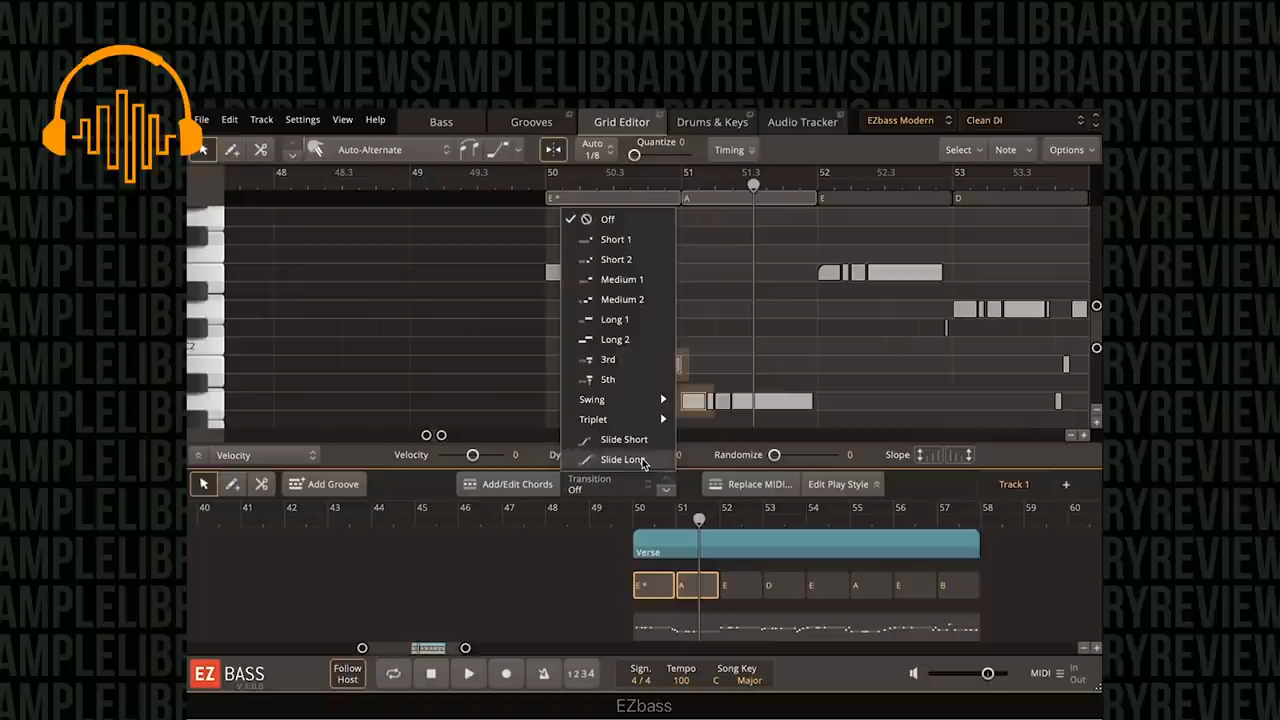 SAMPLELIBRARYREVIEWSAMPLELIBRARYREVIEWSAMPLELIBRARYREVIEW
File Edit Track Settings View Help Bass Grooves Grid Editor Drums & Keys Audio Tracker EZbass Modern Clean DI
Auto-Alternate Auto 1/8 Quantize 0 Timing Select Note Options
48 48.3 49 49.3 50 50.3 51 51.3 52 52.3 53 53.3
E * A E D
Off
Short 1
Short 2
Medium 1
Medium 2
Long 1
Long 2
3rd
5th
Swing
Triplet
Slide Short
Slide Long
C2
Velocity Velocity 0 0 Randomize 0 Slope
Add Groove Add/Edit Chords Transition Off Replace MIDI... Edit Play Style Track 1 +
40 41 42 43 44 45 46 47 48 49 50 51 52 53 54 55 56 57 58 59 60
Verse
E * A E D E A E B
EZ BASS Follow Host 1234 Sign. 4 / 4 Tempo 100 Song Key C Major MIDI In Out
EZbass